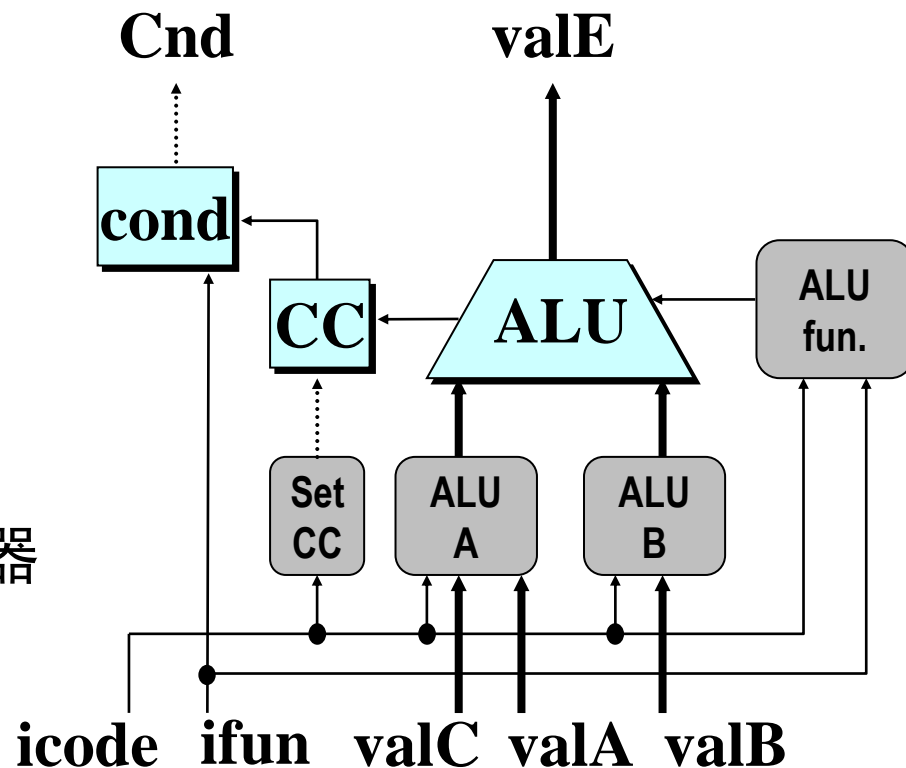 Cnd valE
cond
ALU
fun.
CC
ALU
Set
CC
ALU
A
ALU
B
器
icode ifun valC valA valB